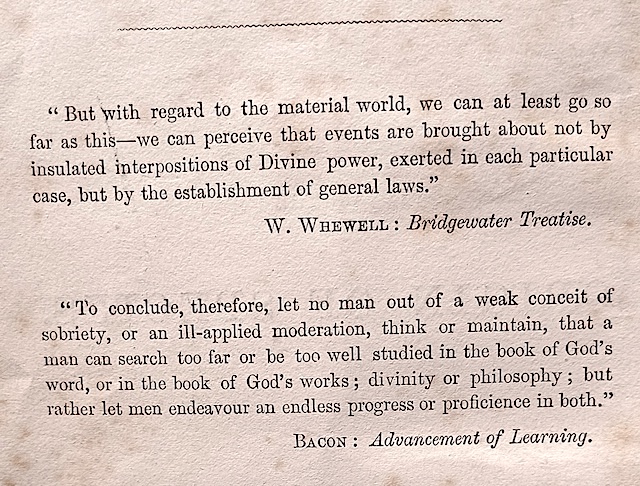 “ But with regard to the material world, we can at least go so
far as this—we can perceive that events are brought about not by
insulated interpositions of Divine power, exerted in each particular
case, but by the establishment of general laws.”
W. WHEWELL : Bridgewater Treatise.
“ To conclude, therefore, let no man out of a weak conceit of
sobriety, or an ill-applied moderation, think or maintain, that a
man can search too far or be too well studied in the book of God’s
word, or in the book of God’s works ; divinity or philosophy ; but
rather let men endeavour an endless progress or proficience in both.”
BACON : Advancement of Learning.